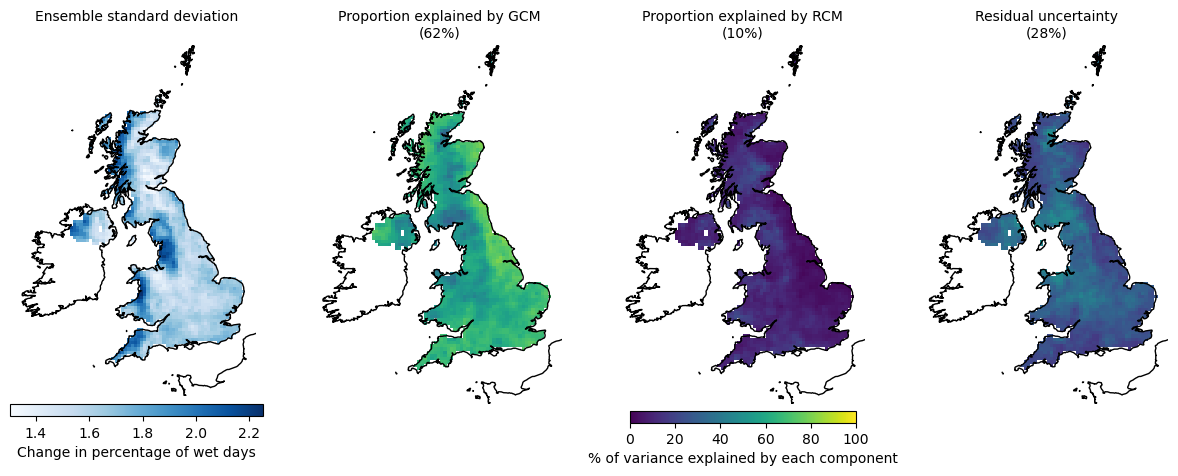 Ensemble standard deviation
Proportion explained by GCM
(62%)
Proportion explained by RCM
(10%)
Residual uncertainty
(28%)
1.4 1.6 1.8 2.0 2.2
Change in percentage of wet days
0 20 40 60 80 100
% of variance explained by each component